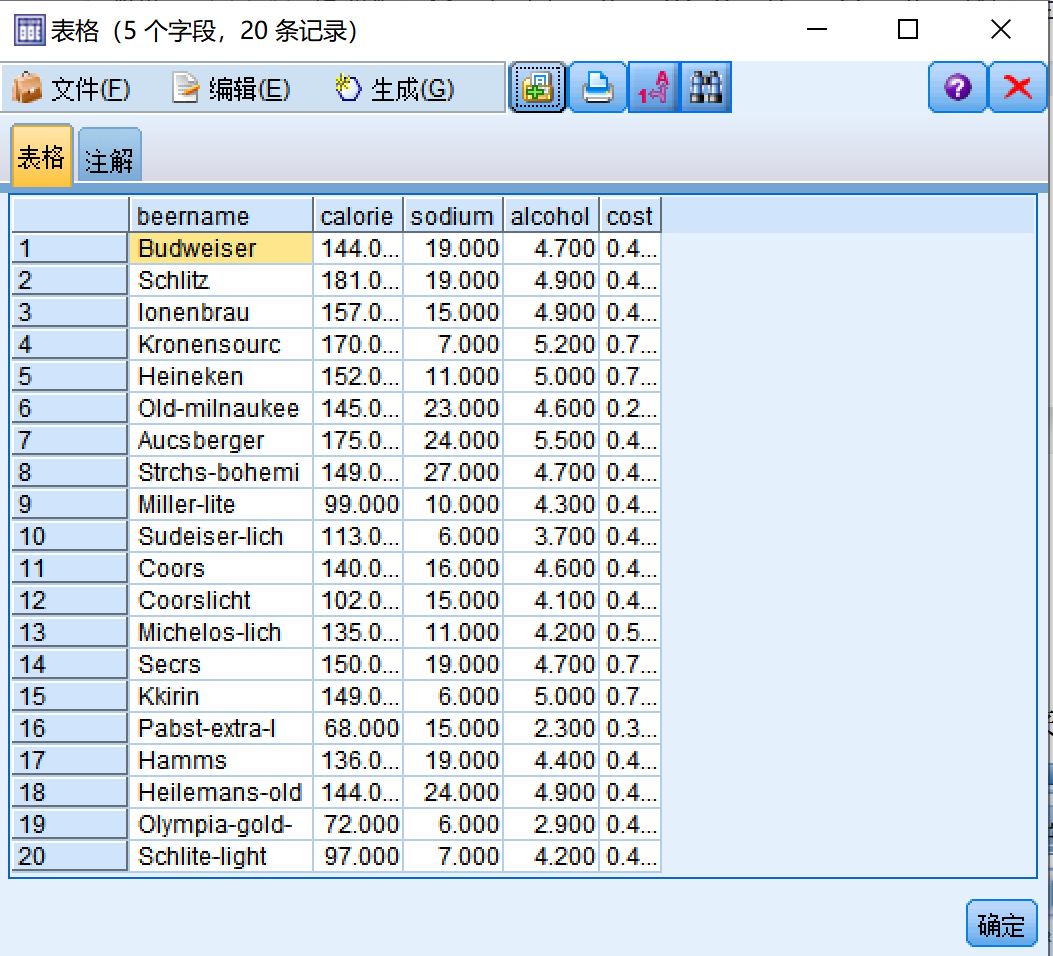 表格（5 个字段，20 条记录）
文件(F) 编辑(E) 生成(G)
表格 注解
beername calorie sodium alcohol cost
1 Budweiser 144.0... 19.000 4.700 0.4...
2 Schlitz 181.0... 19.000 4.900 0.4...
3 Ionenbrau 157.0... 15.000 4.900 0.4...
4 Kronensourc 170.0... 7.000 5.200 0.7...
5 Heineken 152.0... 11.000 5.000 0.7...
6 Old-milnaukee 145.0... 23.000 4.600 0.2...
7 Aucsberger 175.0... 24.000 5.500 0.4...
8 Strchs-bohemi 149.0... 27.000 4.700 0.4...
9 Miller-lite 99.000 10.000 4.300 0.4...
10 Sudeiser-lich 113.0... 6.000 3.700 0.4...
11 Coors 140.0... 16.000 4.600 0.4...
12 Coorslicht 102.0... 15.000 4.100 0.4...
13 Michelos-lich 135.0... 11.000 4.200 0.5...
14 Secrs 150.0... 19.000 4.700 0.7...
15 Kkirin 149.0... 6.000 5.000 0.7...
16 Pabst-extra-l 68.000 15.000 2.300 0.3...
17 Hamms 136.0... 19.000 4.400 0.4...
18 Heilemans-old 144.0... 24.000 4.900 0.4...
19 Olympia-gold- 72.000 6.000 2.900 0.4...
20 Schlite-light 97.000 7.000 4.200 0.4...
确定